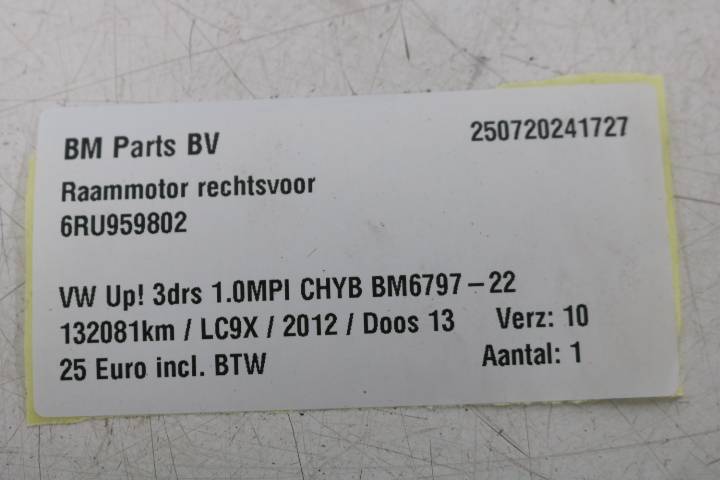 BM Parts BV 250720241727
Raammotor rechtsvoor
6RU959802
VW Up! 3drs 1.0MPI CHYB BM6797-22
132081km / LC9X / 2012 / Doos 13 Verz: 10
25 Euro incl. BTW Aantal: 1